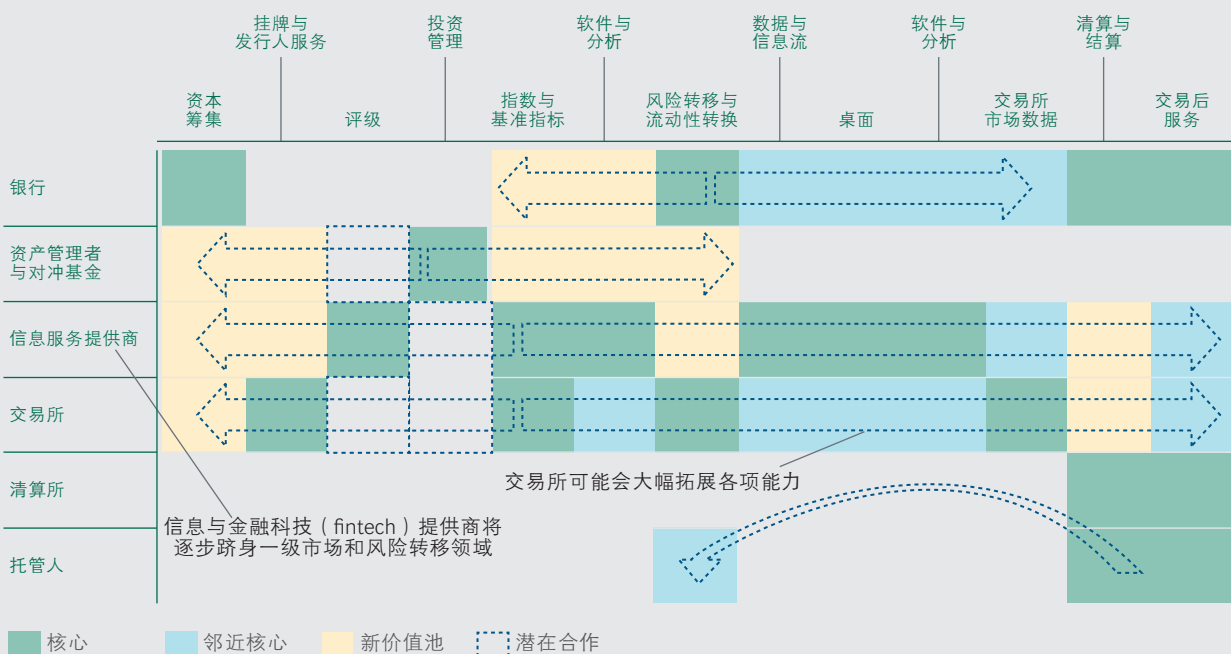 挂牌与
发行人服务
投资
管理
软件与
分析
数据与
信息流
软件与
分析
清算与
结算
资本
筹集
评级
指数与
基准指标
风险转移与
流动性转换
桌面
交易所
市场数据
交易后
服务
银行
资产管理者
与对冲基金
信息服务提供商
交易所
清算所
托管人
交易所可能会大幅拓展各项能力
信息与金融科技（fintech）提供商将
逐步跻身一级市场和风险转移领域
核心
邻近核心
新价值池
潜在合作